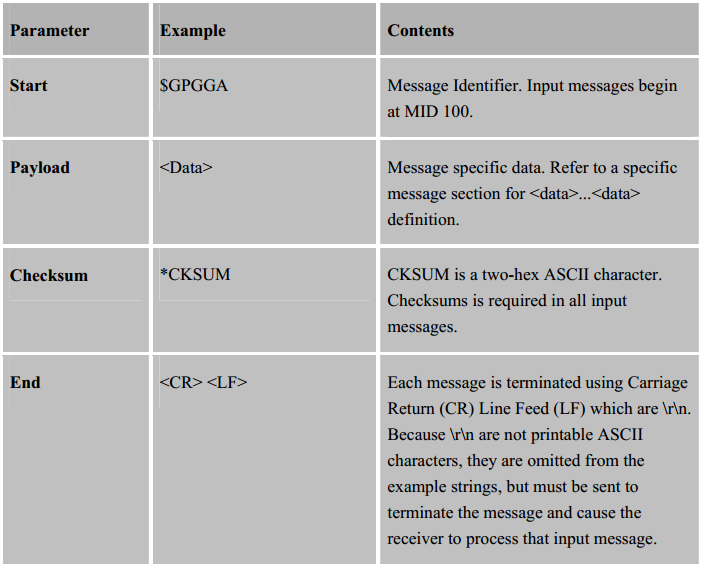 Parameter Example Contents
Start $GPGGA Message Identifier. Input messages begin
at MID 100.
Payload <Data> Message specific data. Refer to a specific
message section for <data>...<data>
definition.
Checksum *CKSUM CKSUM is a two-hex ASCII character.
Checksums is required in all input
messages.
End <CR> <LF> Each message is terminated using Carriage
Return (CR) Line Feed (LF) which are \r\n.
Because \r\n are not printable ASCII
characters, they are omitted from the
example strings, but must be sent to
terminate the message and cause the
receiver to process that input message.